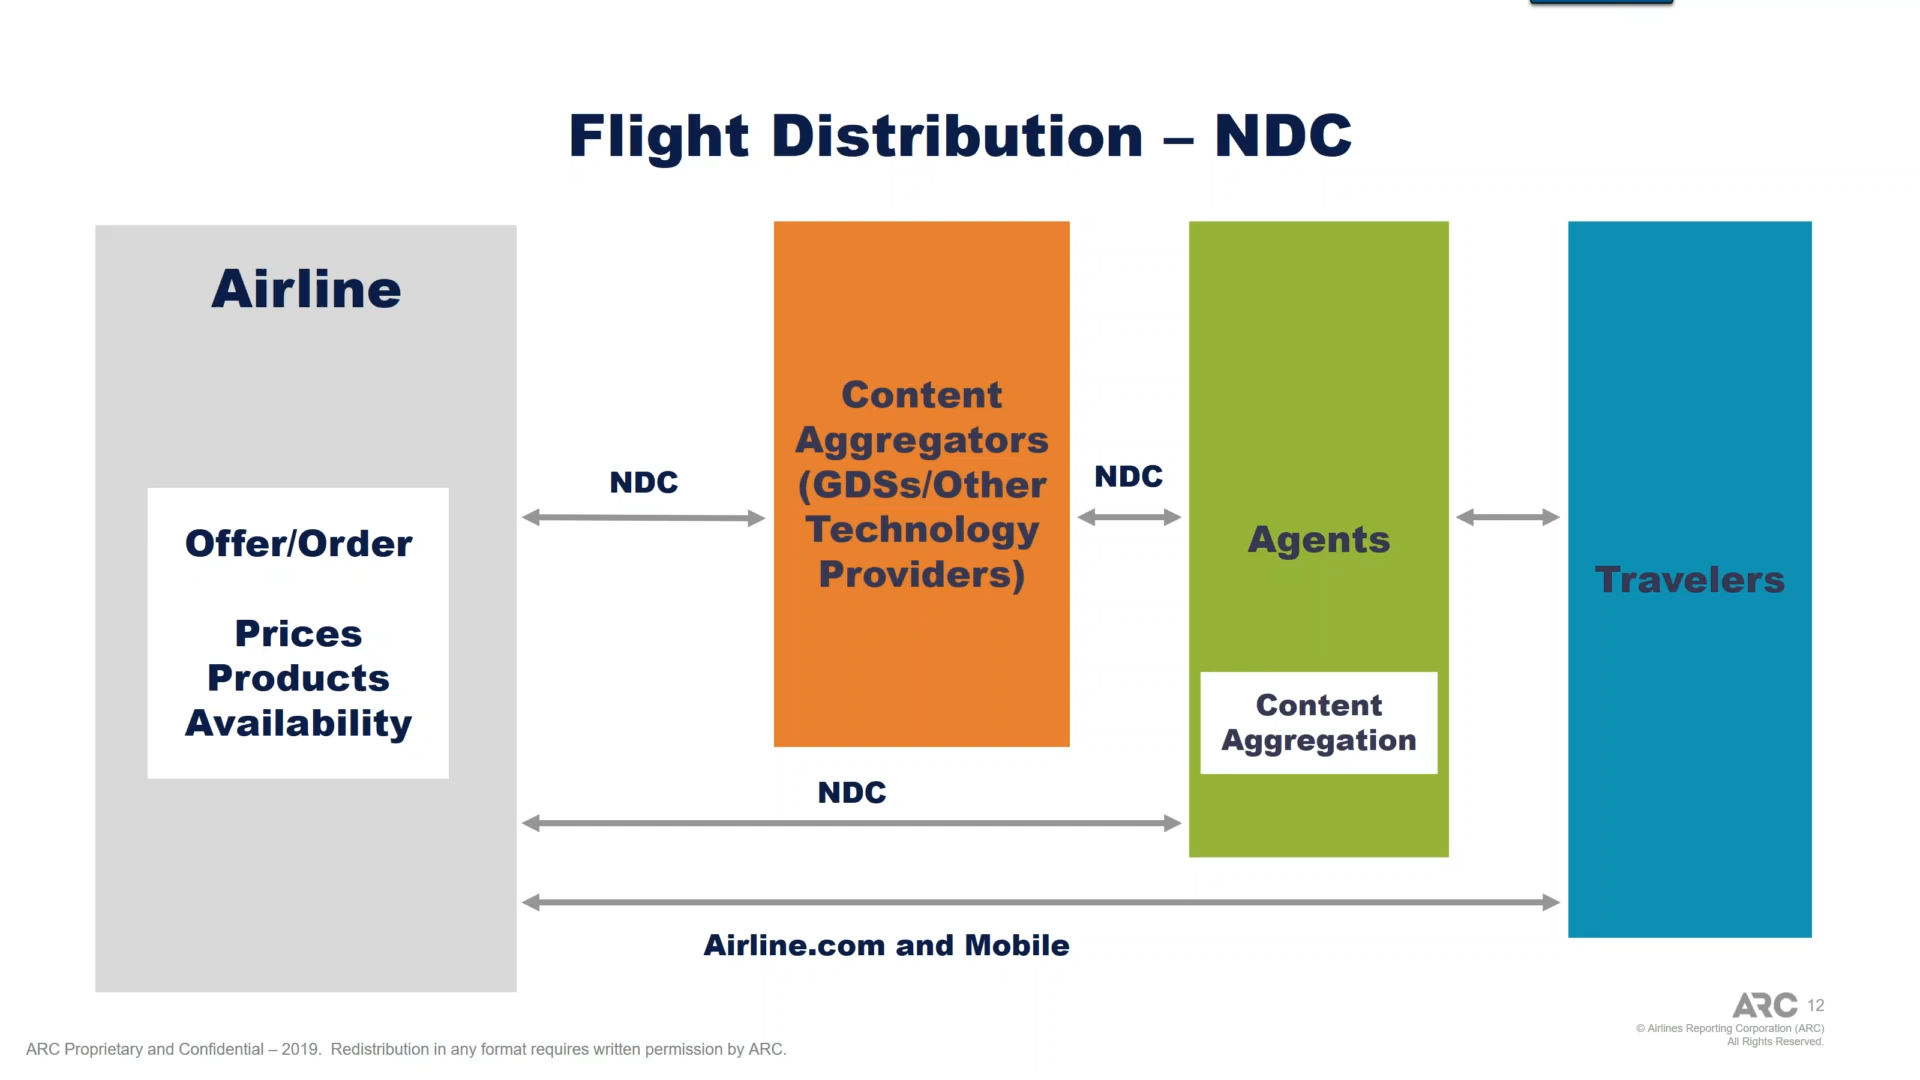 Flight Distribution – NDC
Airline
Offer/Order
Prices
Products
Availability
NDC
Content
Aggregators
(GDSs/Other
Technology
Providers)
NDC
Agents
Content
Aggregation
Travelers
NDC
Airline.com and Mobile
ARC 12
© Airlines Reporting Corporation (ARC)
All Rights Reserved.
ARC Proprietary and Confidential – 2019. Redistribution in any format requires written permission by ARC.